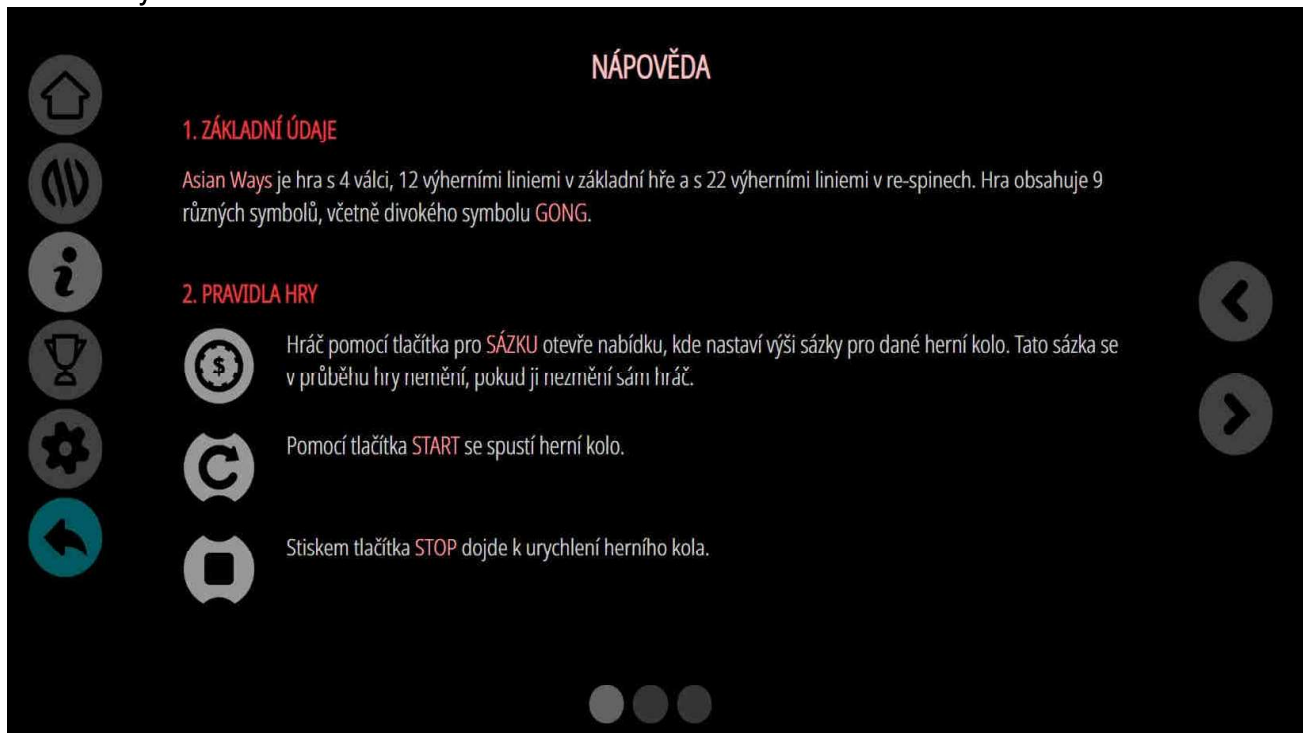 NÁPOVĚDA
1. ZÁKLADNÍ ÚDAJE
Asian Ways je hra s 4 válci, 12 výherními liniemi v základní hře a s 22 výherními liniemi v re-spinech. Hra obsahuje 9
různých symbolů, včetně divokého symbolu GONG.
2. PRAVIDLA HRY
Hráč pomocí tlačítka pro SÁZKU otevře nabídku, kde nastaví výši sázky pro dané herní kolo. Tato sázka se
v průběhu hry nemění, pokud ji nezmění sám hráč.
Pomocí tlačítka START se spustí herní kolo.
Stiskem tlačítka STOP dojde k urychlení herního kola.